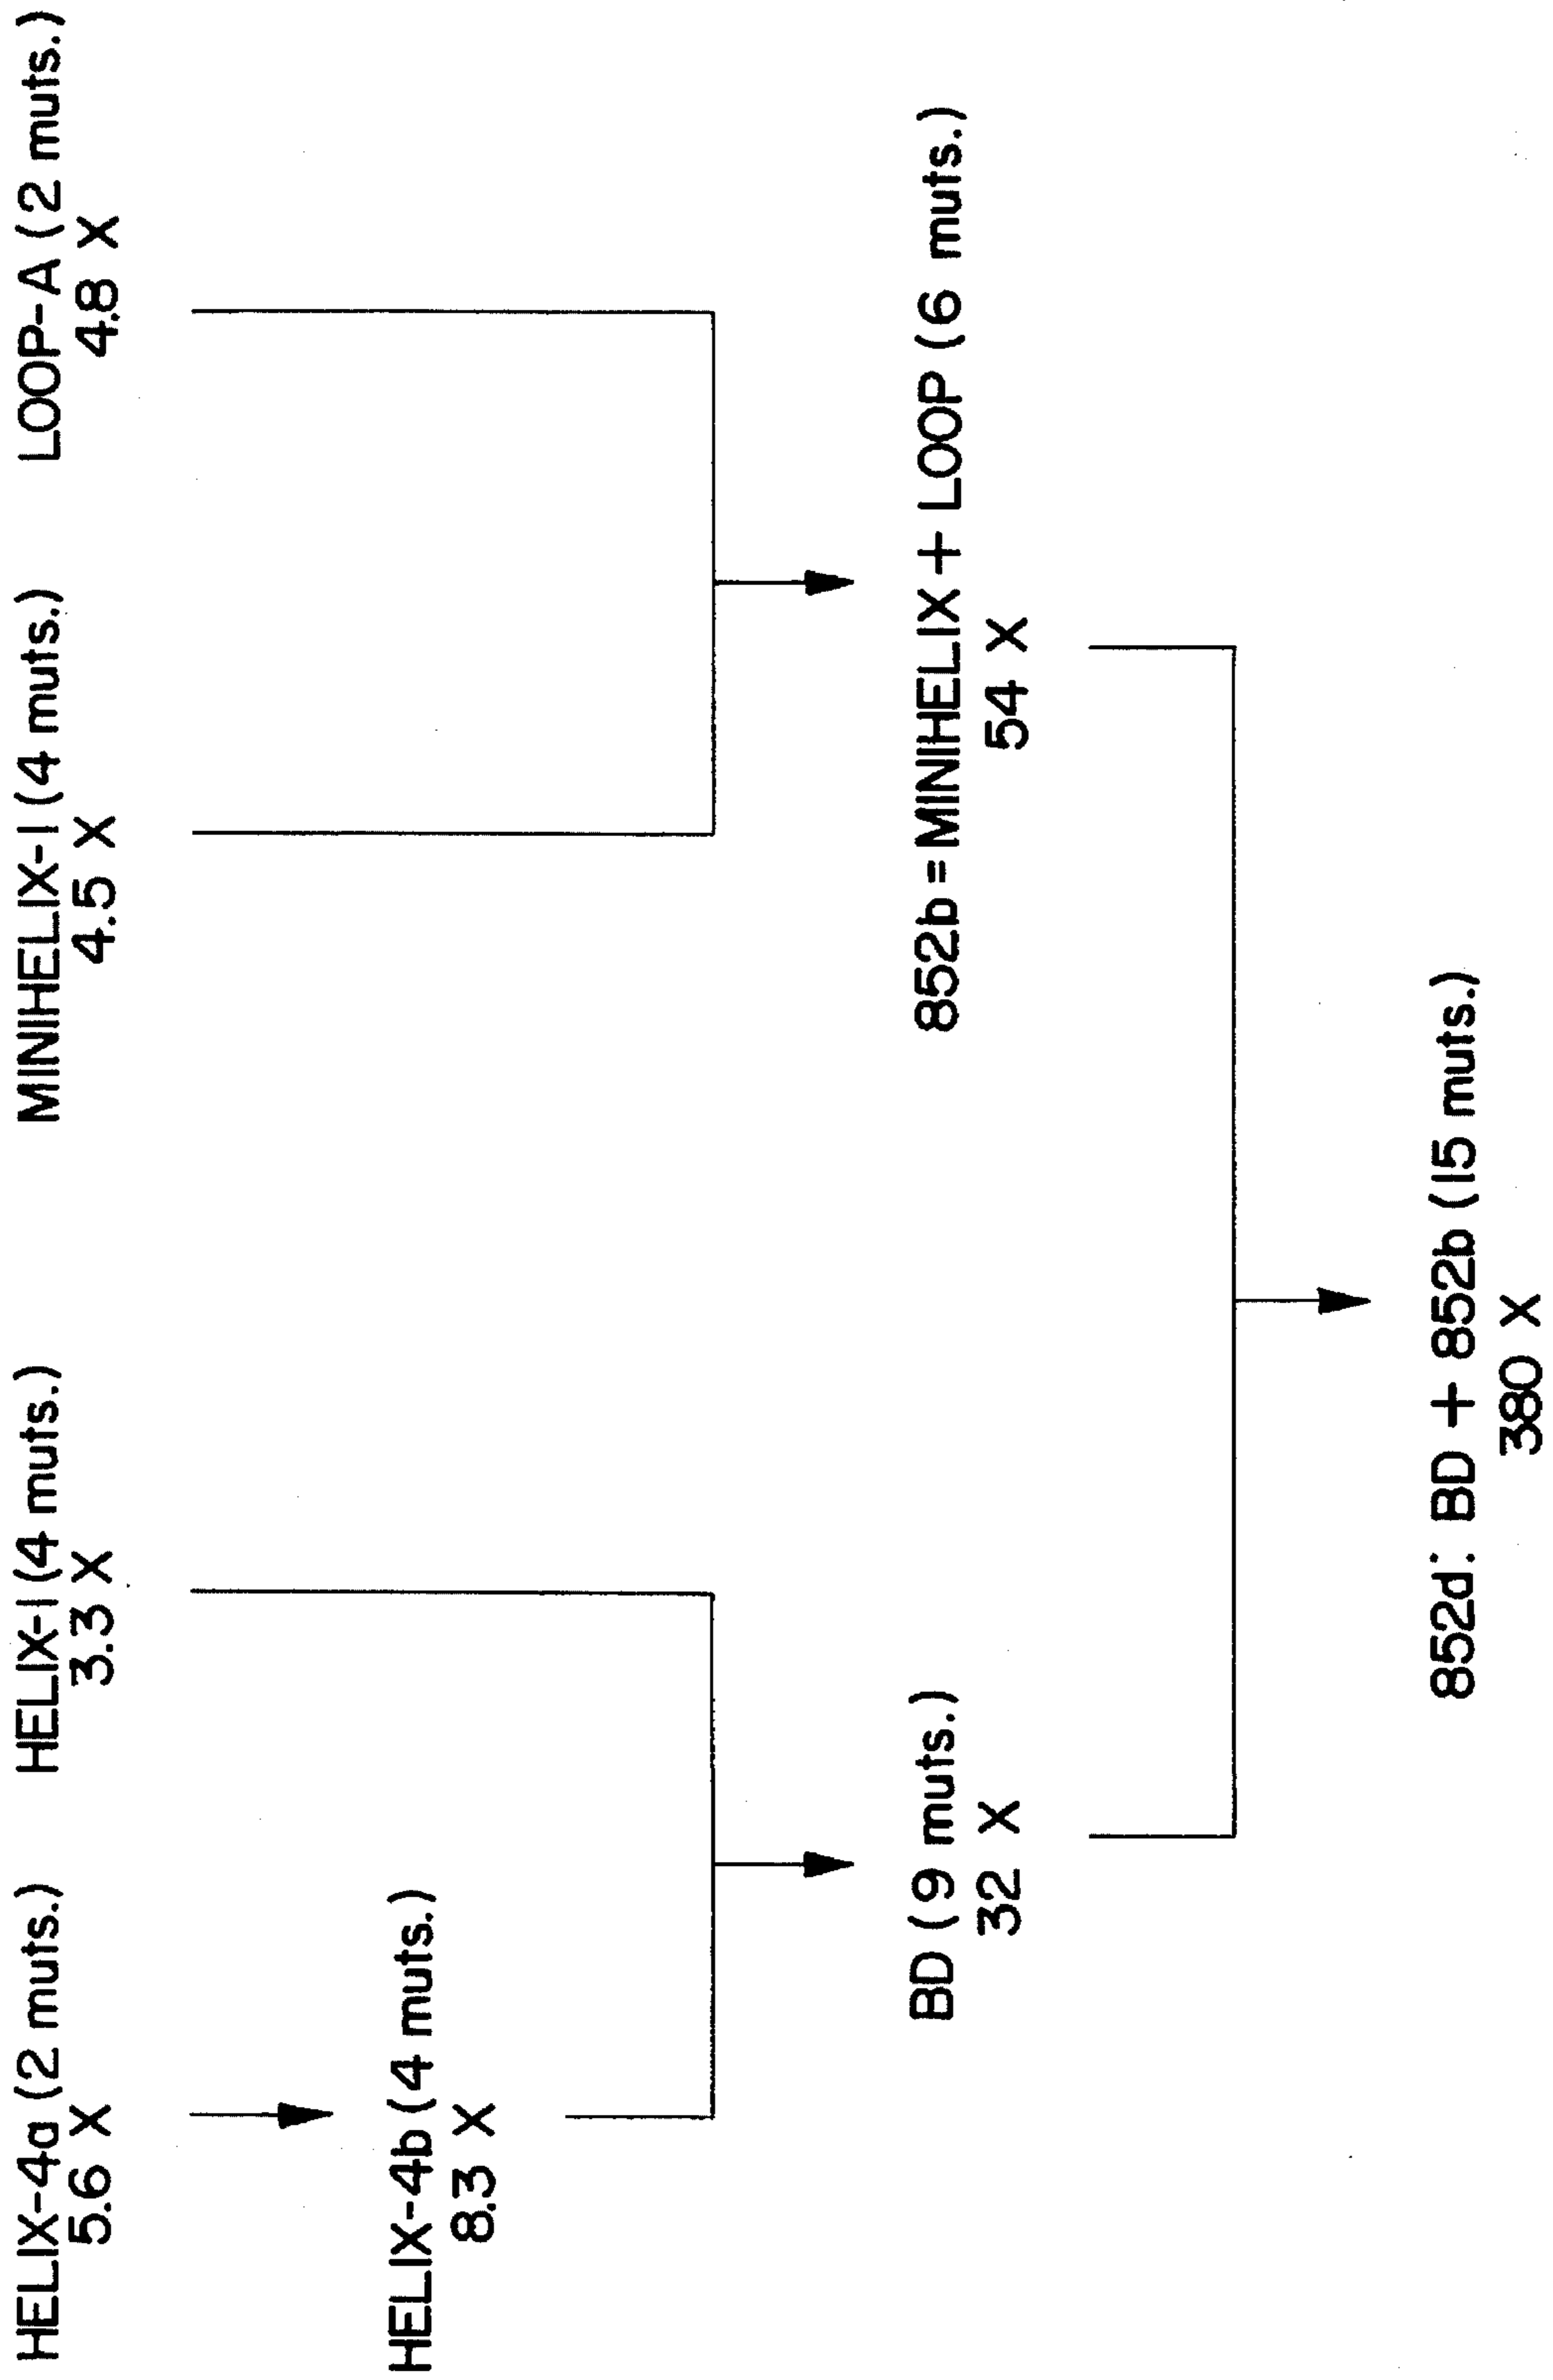 HELIX-4a (2 muts.)
5.6 X
HELIX-1 (4 muts.)
3.3 X
MINIHELIX-1 (4 muts.)
4.5 X
LOOP-A (2 muts.)
4.8 X
HELIX-4b (4 muts.)
8.3 X
BD (9 muts.)
32 X
852b = MINIHELIX + LOOP (6 muts.)
54 X
852d: BD + 852b (15 muts.)
380 X